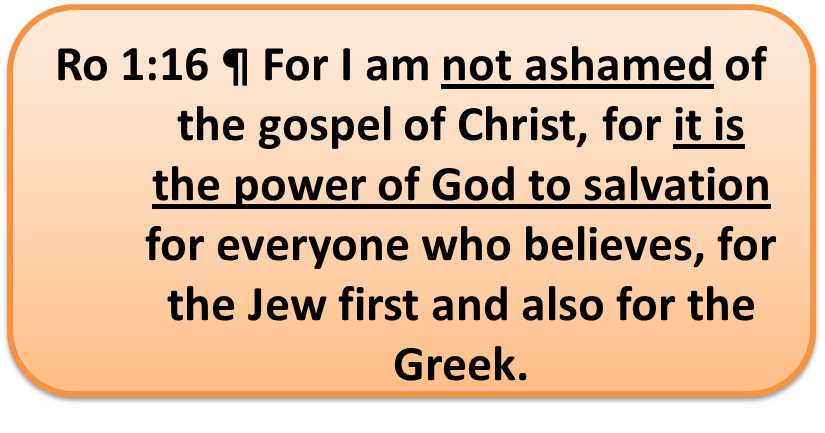 Ro 1:16 ¶ For I am not ashamed of
the gospel of Christ, for it is
the power of God to salvation
for everyone who believes, for
the Jew first and also for the
Greek.